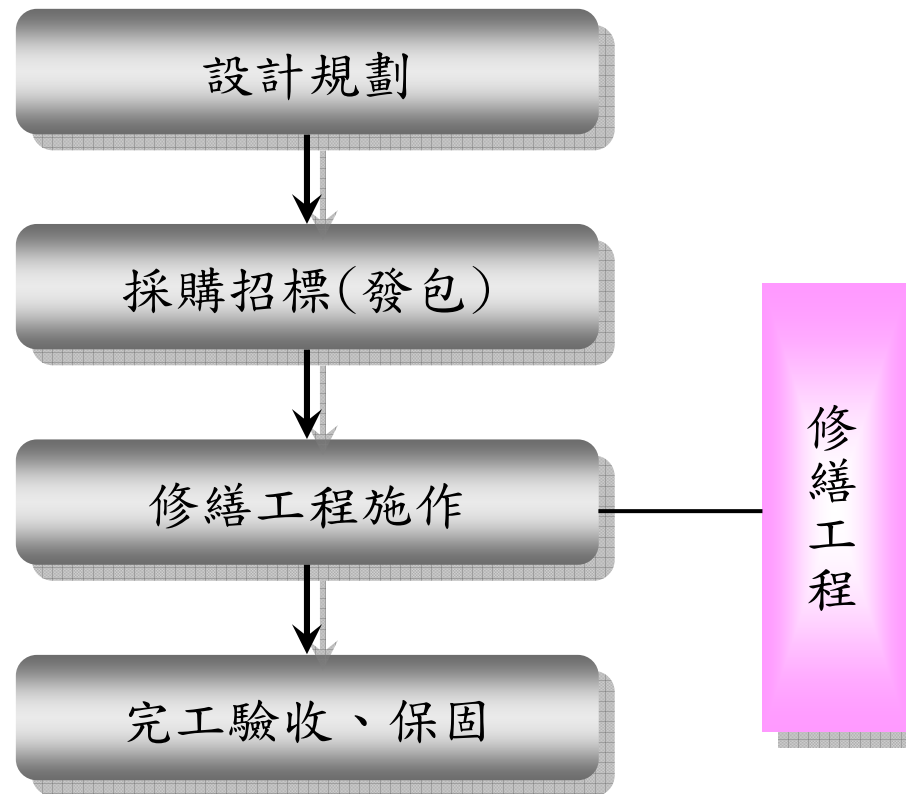 設計規劃
採購招標(發包)
修繕工程施作
完工驗收、保固
修繕工程